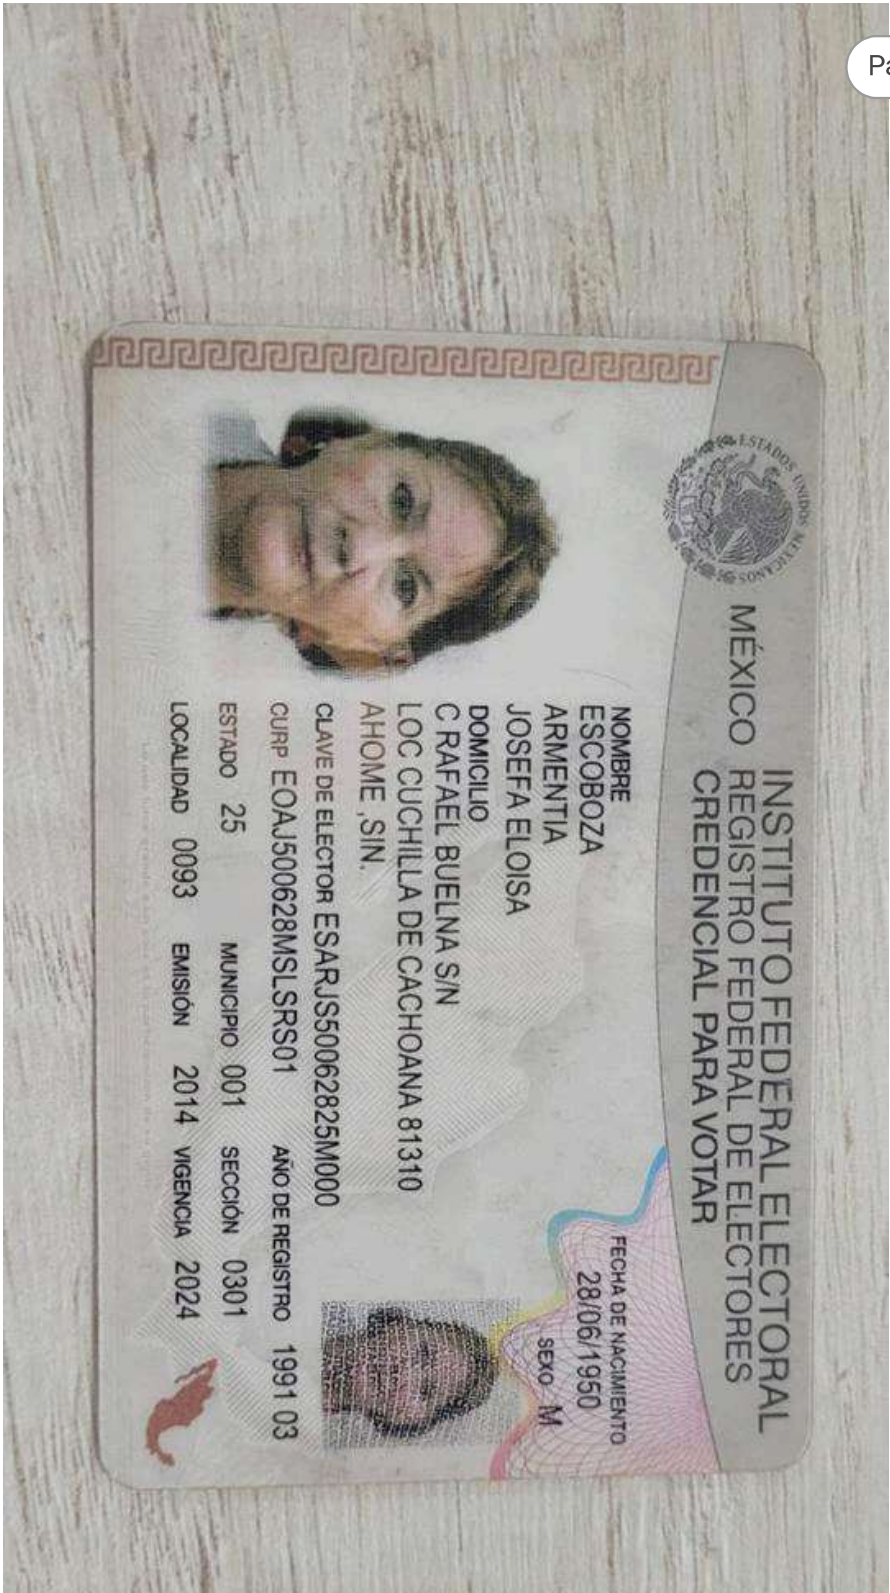 Pa
INSTITUTO FEDERAL ELECTORAL
MÉXICO REGISTRO FEDERAL DE ELECTORES
CREDENCIAL PARA VOTAR
ESTADOS UNIDOS MEXICANOS
NOMBRE
ESCOBOZA
ARMENTIA
JOSEFA ELOISA
FECHA DE NACIMIENTO
28/06/1950
SEXO M
DOMICILIO
C RAFAEL BUELNA S/N
LOC CUCHILLA DE CACHOANA 81310
AHOME ,SIN.
CLAVE DE ELECTOR ESARJS50062825M000
CURP EOAJ500628MSLSRS01 AÑO DE REGISTRO 1991 03
ESTADO 25 MUNICIPIO 001 SECCIÓN 0301
LOCALIDAD 0093 EMISIÓN 2014 VIGENCIA 2024